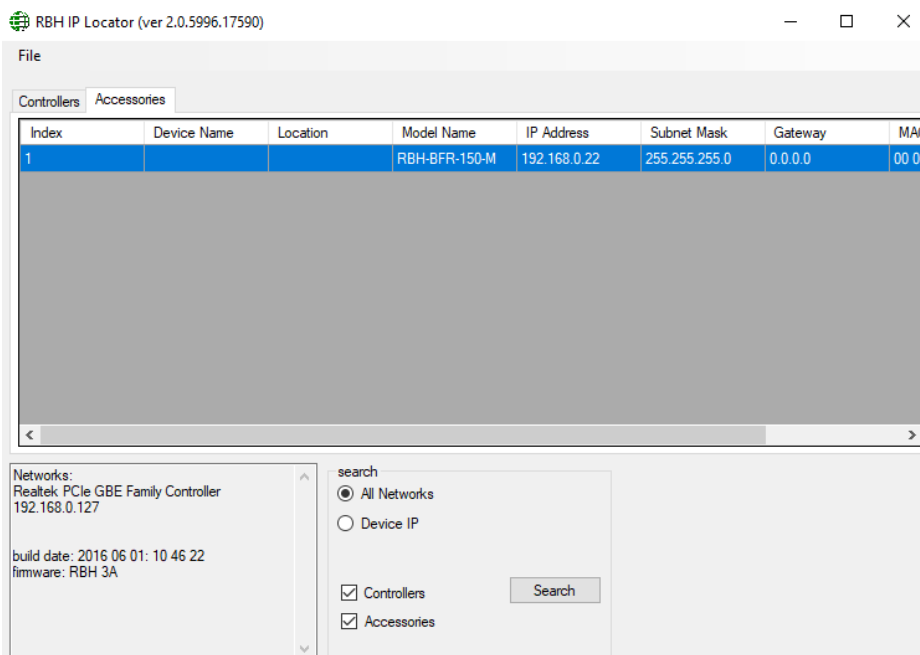 RBH IP Locator (ver 2.0.5996.17590)
File
Controllers Accessories
Index Device Name Location Model Name IP Address Subnet Mask Gateway MA
1 RBH-BFR-150-M 192.168.0.22 255.255.255.0 0.0.0.0 00 0
Networks:
Realtek PCIe GBE Family Controller
192.168.0.127
build date: 2016 06 01: 10 46 22
firmware: RBH 3A
search
All Networks
Device IP
Controllers
Accessories
Search